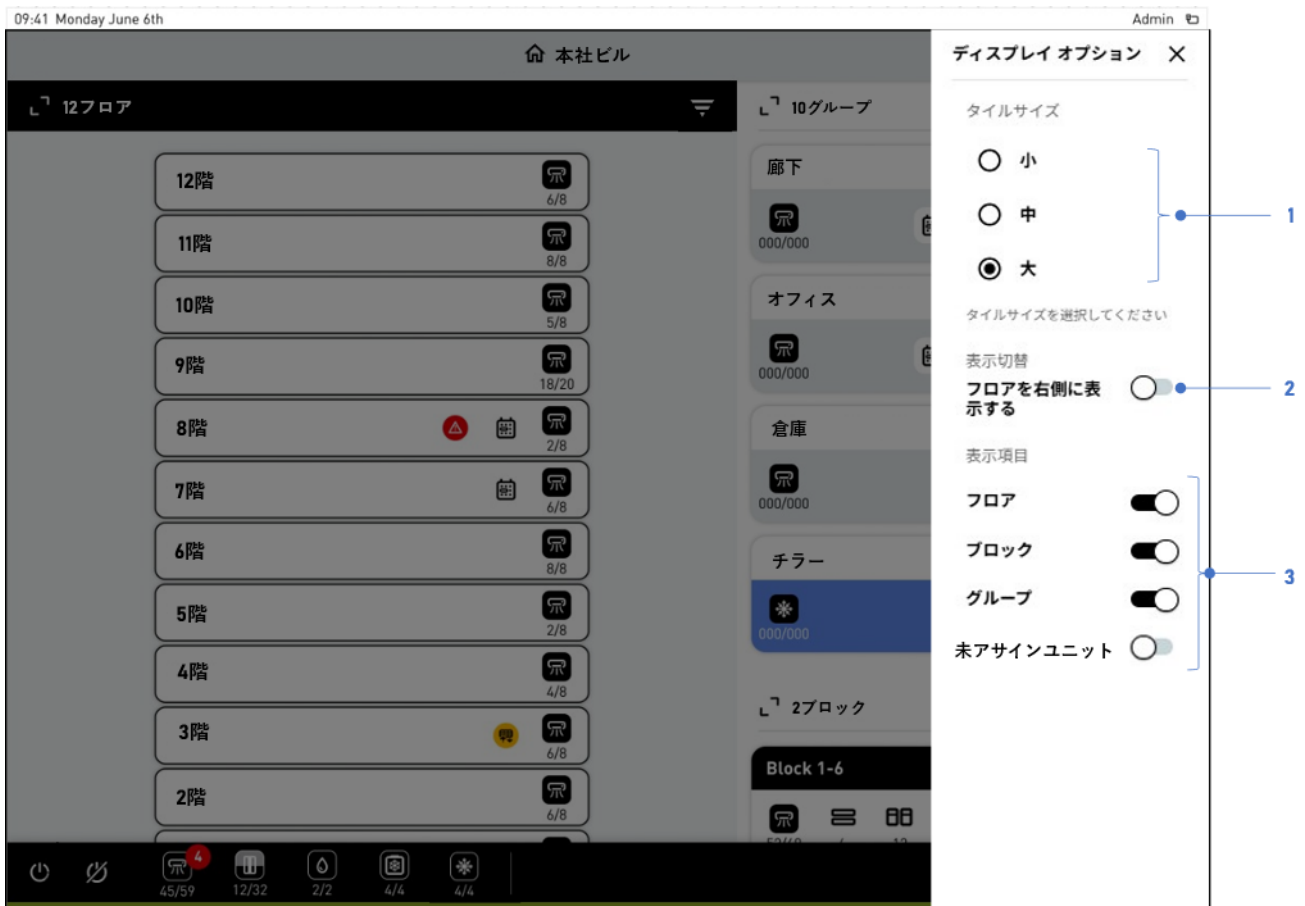 09:41 Monday June 6th
Admin
本社ビル
ディスプレイ オプション
12フロア
10グループ
タイルサイズ
12階
6/8
11階
8/8
10階
5/8
9階
18/20
8階
2/8
7階
6/8
6階
8/8
5階
2/8
4階
4/8
3階
6/8
2階
6/8
廊下
000/000
オフィス
000/000
倉庫
000/000
チラー
000/000
2ブロック
Block 1-6
小
中
大
1
タイルサイズを選択してください
表示切替
フロアを右側に表
示する
2
表示項目
フロア
ブロック
グループ
未アサインユニット
3
4
45/59
12/32
2/2
4/4
4/4